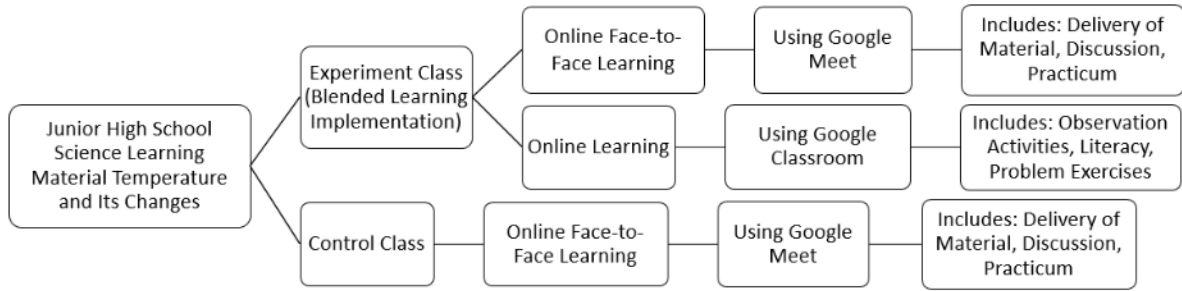 Junior High School
Science Learning
Material Temperature
and Its Changes
Experiment Class
(Blended Learning
Implementation)
Online Face-to-
Face Learning
Using Google
Meet
Includes: Delivery of
Material, Discussion,
Practicum
Online Learning
Using Google
Classroom
Includes: Observation
Activities, Literacy,
Problem Exercises
Control Class
Online Face-to-
Face Learning
Using Google
Meet
Includes: Delivery of
Material, Discussion,
Practicum